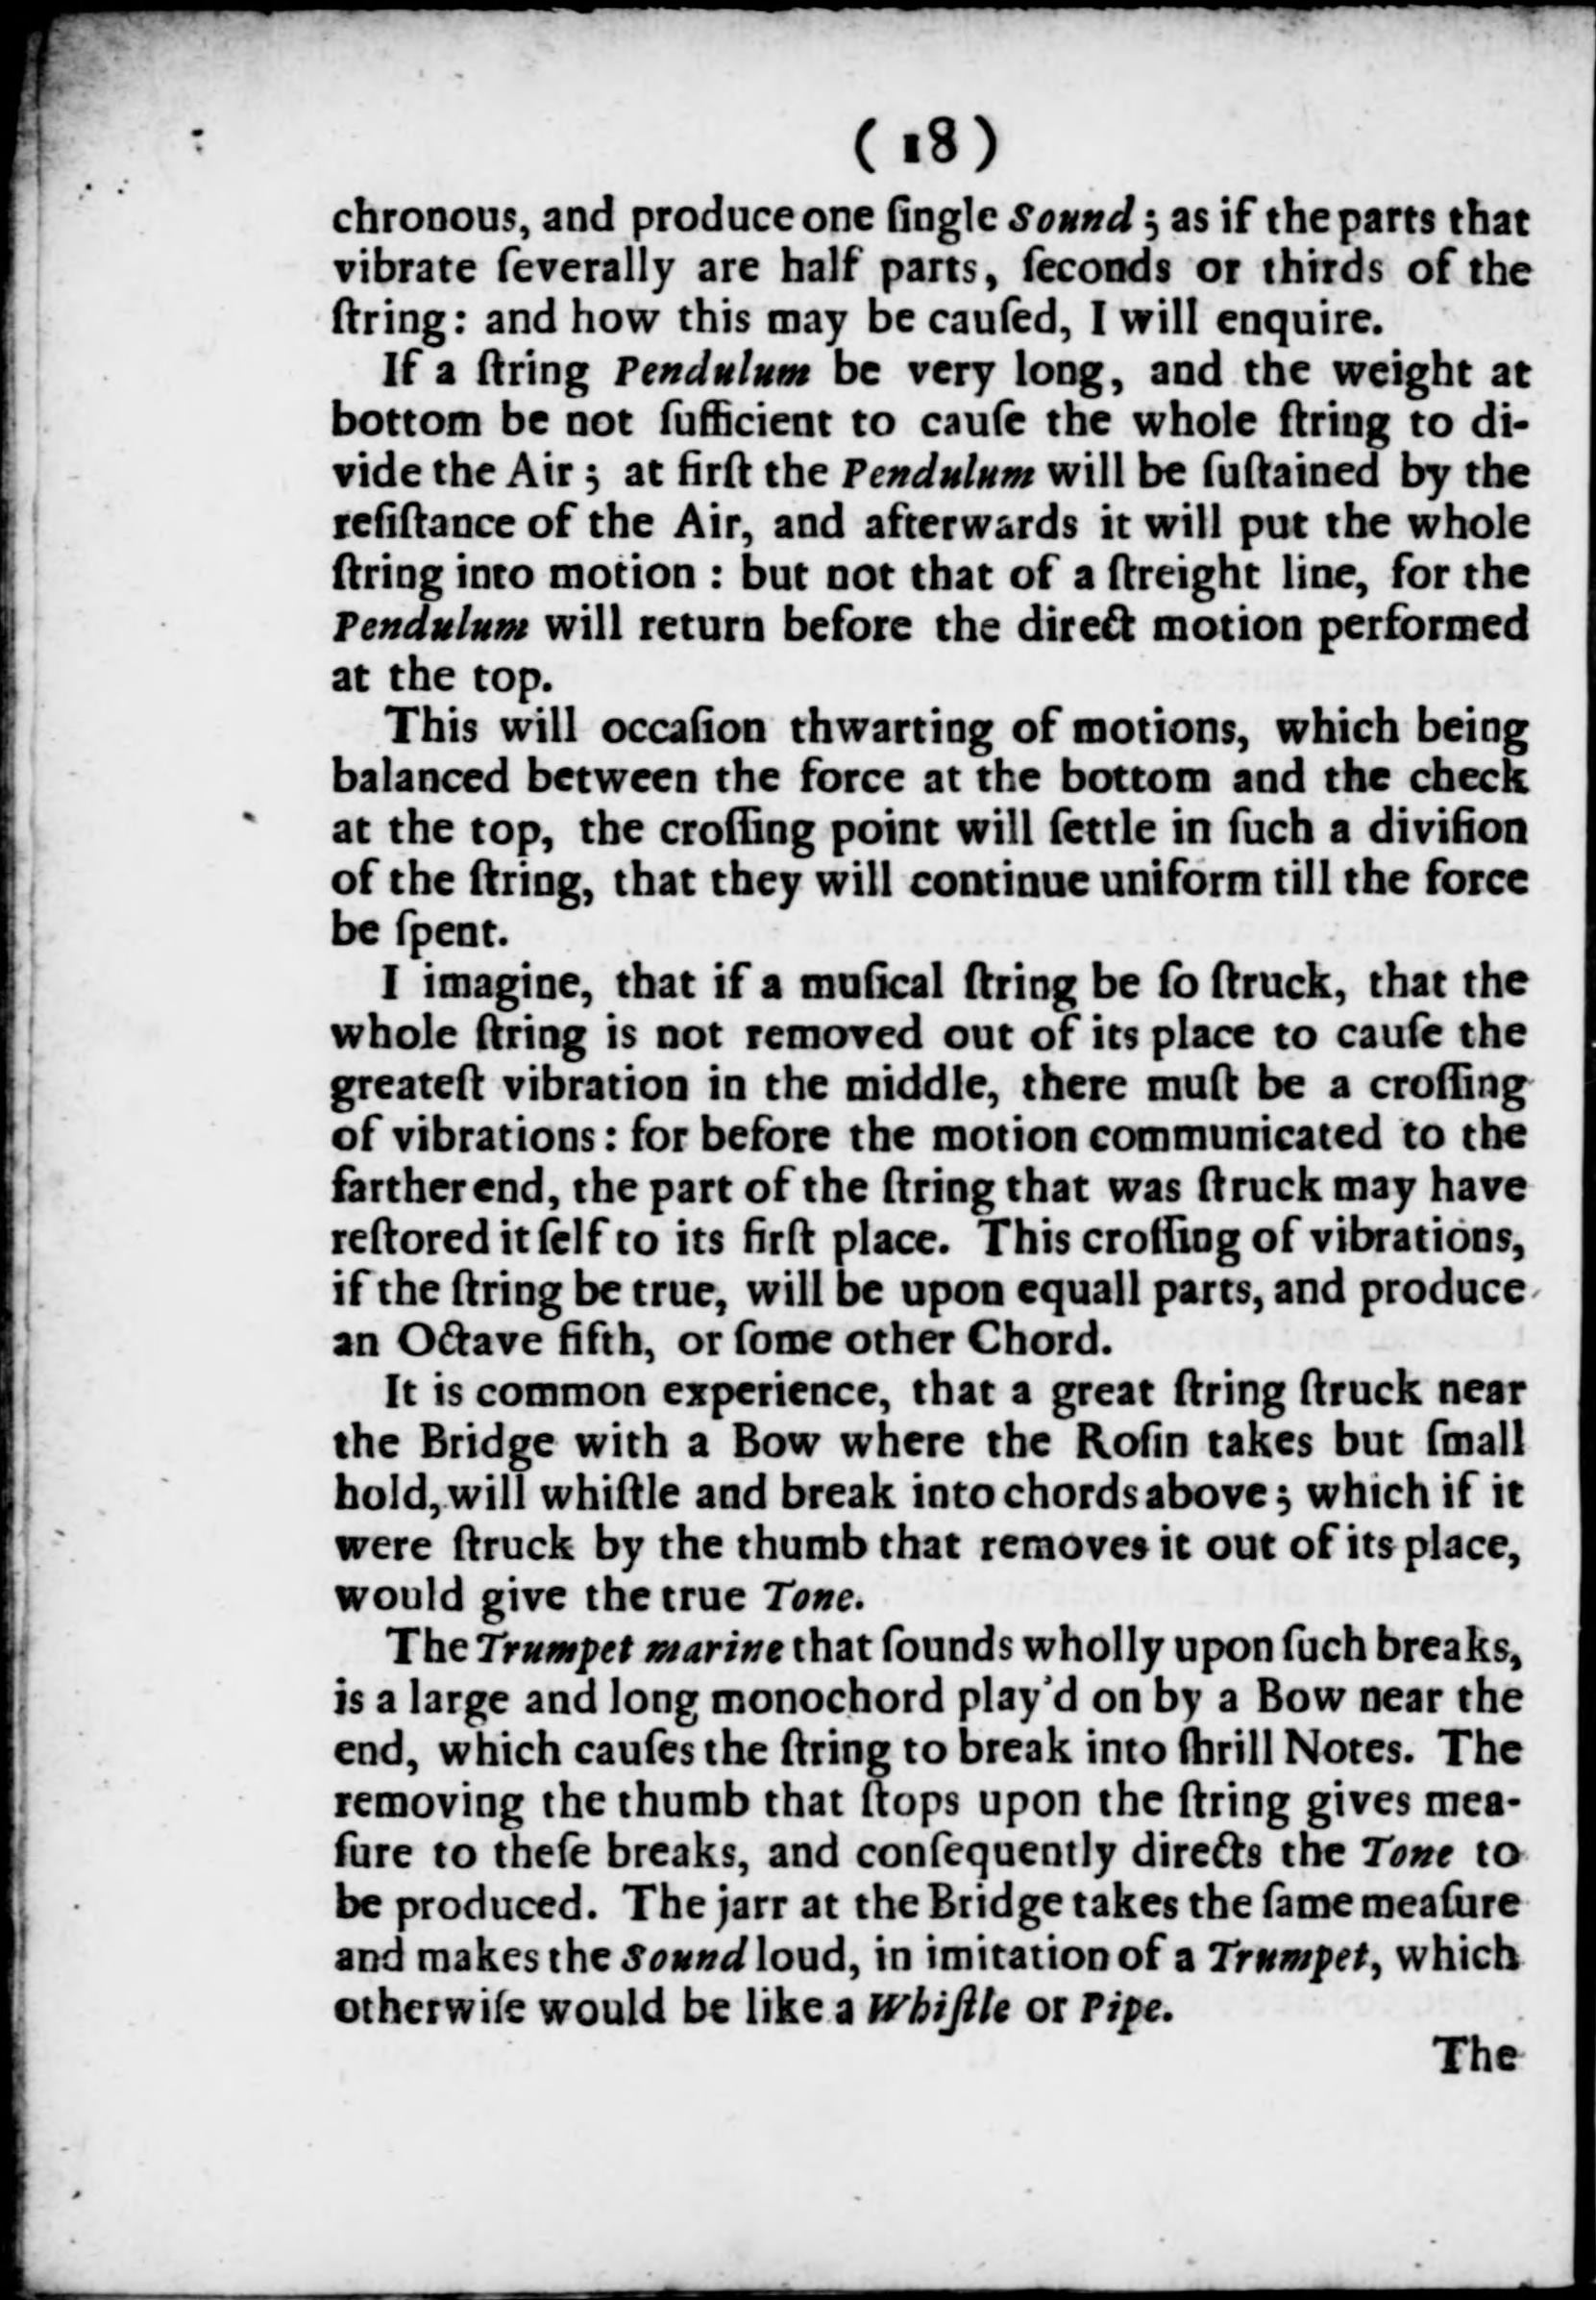 ( 18 )
chronous, and produce one ſingle Sound; as if the parts that
vibrate ſeverally are half parts, ſeconds or thirds of the
ſtring: and how this may be cauſed, I will enquire.
If a ſtring Pendulum be very long, and the weight at
bottom be not ſufficient to cauſe the whole ſtring to di-
vide the Air; at firſt the Pendulum will be ſuſtained by the
reſiſtance of the Air, and afterwards it will put the whole
ſtring into motion: but not that of a ſtreight line, for the
Pendulum will return before the direct motion performed
at the top.
This will occaſion thwarting of motions, which being
balanced between the force at the bottom and the check
at the top, the croſſing point will ſettle in ſuch a diviſion
of the ſtring, that they will continue uniform till the force
be ſpent.
I imagine, that if a muſical ſtring be ſo ſtruck, that the
whole ſtring is not removed out of its place to cauſe the
greateſt vibration in the middle, there muſt be a croſſing
of vibrations: for before the motion communicated to the
farther end, the part of the ſtring that was ſtruck may have
reſtored it ſelf to its firſt place. This croſſing of vibrations,
if the ſtring be true, will be upon equall parts, and produce
an Octave fifth, or ſome other Chord.
It is common experience, that a great ſtring ſtruck near
the Bridge with a Bow where the Roſin takes but ſmall
hold, will whiſtle and break into chords above; which if it
were ſtruck by the thumb that removes it out of its place,
would give the true Tone.
The Trumpet marine that ſounds wholly upon ſuch breaks,
is a large and long monochord play'd on by a Bow near the
end, which cauſes the ſtring to break into ſhrill Notes. The
removing the thumb that ſtops upon the ſtring gives mea-
ſure to theſe breaks, and conſequently directs the Tone to
be produced. The jarr at the Bridge takes the ſame meaſure
and makes the Sound loud, in imitation of a Trumpet, which
otherwiſe would be like a Whiſtle or Pipe.
The